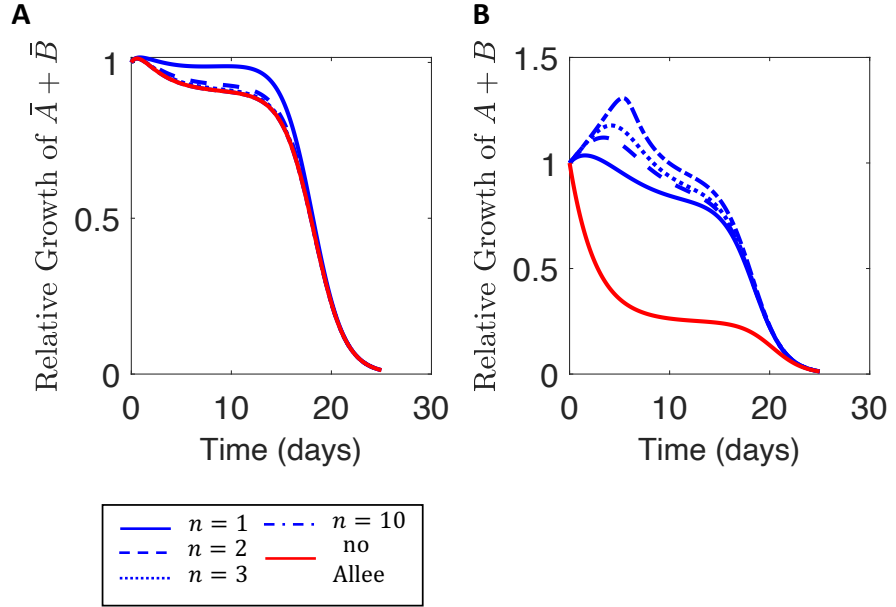 A
Relative Growth of Ā + B̄
1
0.5
0
0
10
20
30
Time (days)
B
Relative Growth of A + B
1.5
1
0.5
0
0
10
20
30
Time (days)
n = 1
n = 2
n = 3
n = 10
no
Allee